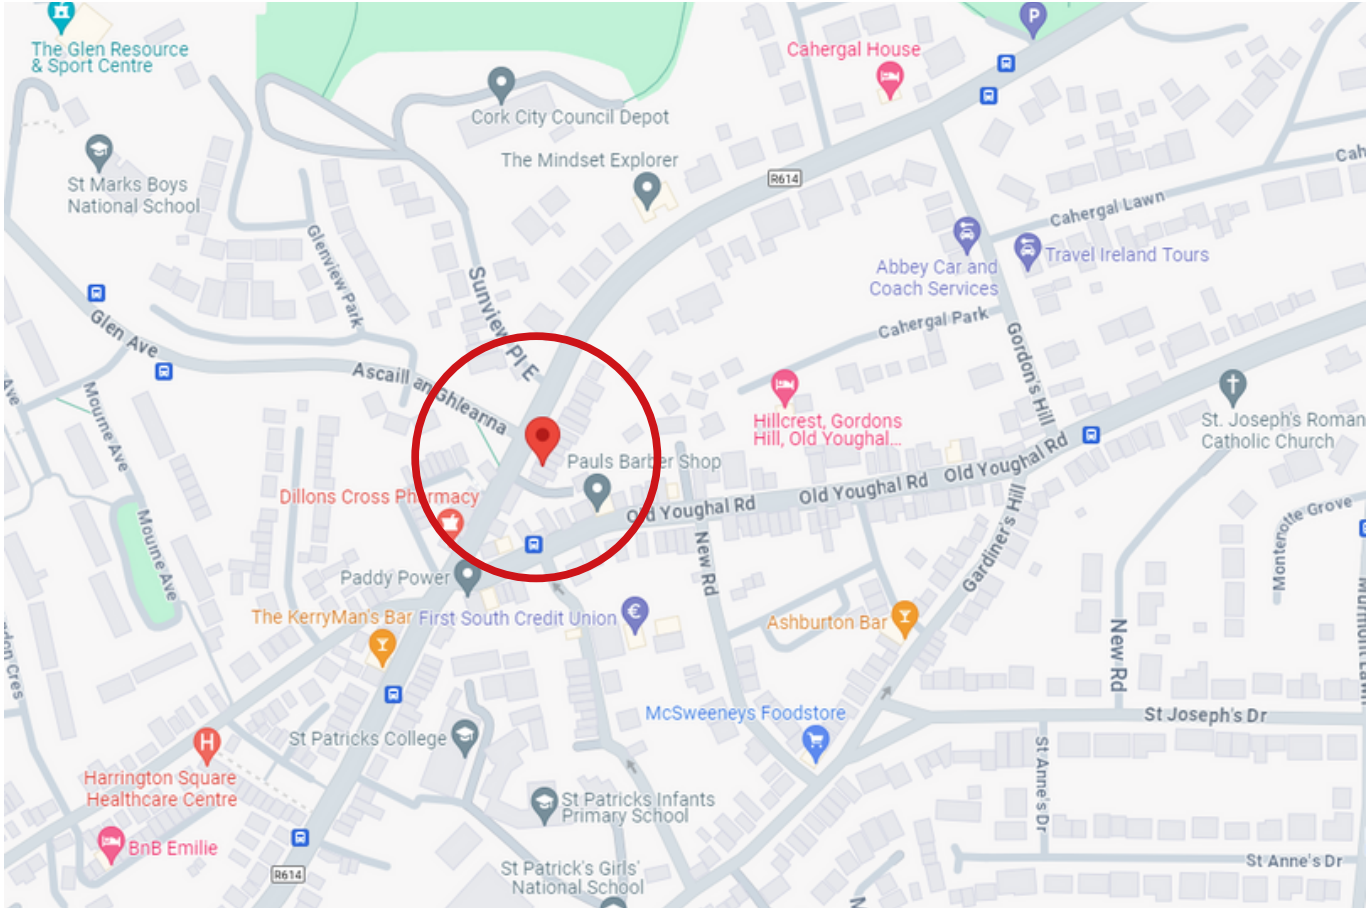 P
The Glen Resource
& Sport Centre
Cahergal House
Cork City Council Depot
The Mindset Explorer
St Marks Boys
National School
R614
Cah
Cahergal Lawn
Glenview Park
Sunview Pl E
Abbey Car and
Coach Services
Travel Ireland Tours
Glen Ave
Cahergal Park
Gordon's Hill
Ascaill an Ghlearna
Ave
Mourne Ave
Hillcrest, Gordons
Hill, Old Youghal...
St. Joseph's Roman
Catholic Church
Pauls Barber Shop
Old Youghal Rd
Old Youghal Rd
Old Youghal Rd
Dillons Cross Pharmacy
Gardiner's Hill
Montenotte Grove
Mourne Ave
New Rd
Paddy Power
The KerryMan's Bar
First South Credit Union
€
Ashburton Bar
New Rd
don Cres
McSweeneys Foodstore
St Joseph's Dr
St Patricks College
H
Harrington Square
Healthcare Centre
St Anne's Dr
St Patricks Infants
Primary School
BnB Emilie
R614
St Patrick's Girls'
National School
St Anne's Dr
N